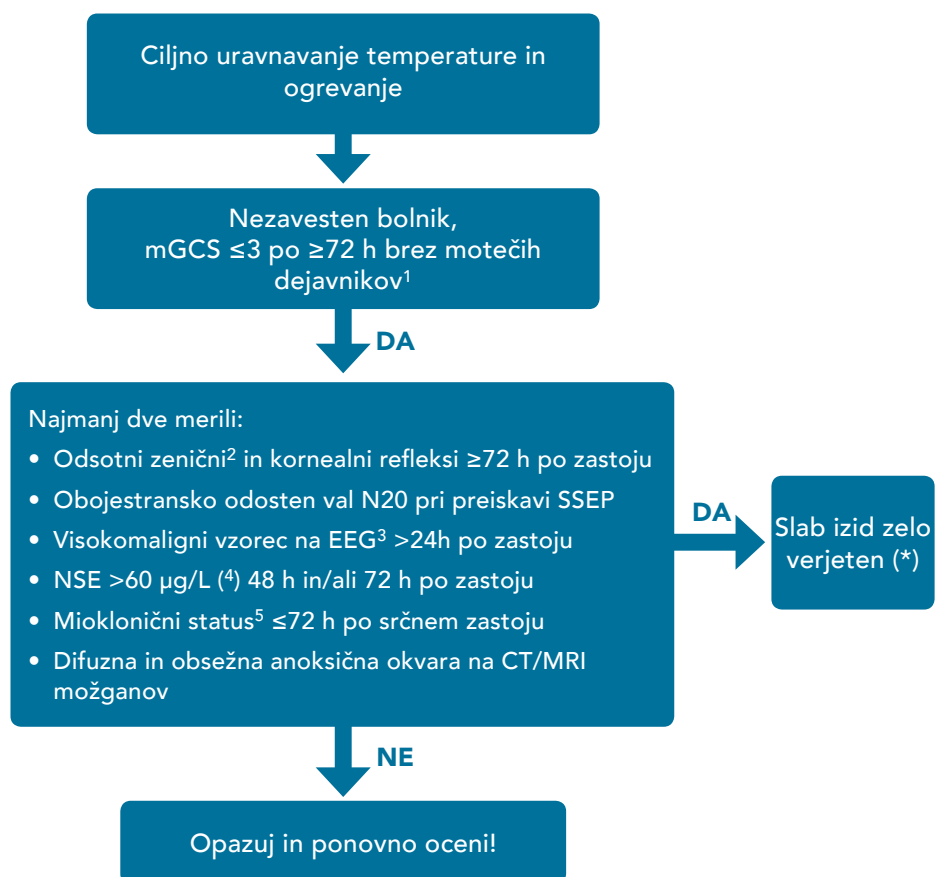 Ciljno uravnavanje temperature in
ogrevanje
Nezavesten bolnik,
mGCS ≤3 po ≥72 h brez motečih
dejavnikov¹
DA
Najmanj dve merili:
• Odsotni zenični² in kornealni refleksi ≥72 h po zastoju
• Obojestransko odosten val N20 pri preiskavi SSEP
• Visokomaligni vzorec na EEG³ >24h po zastoju
• NSE >60 µg/L (⁴) 48 h in/ali 72 h po zastoju
• Mioklonični status⁵ ≤72 h po srčnem zastoju
• Difuzna in obsežna anoksična okvara na CT/MRI
možganov
DA
Slab izid zelo
verjeten (*)
NE
Opazuj in ponovno oceni!